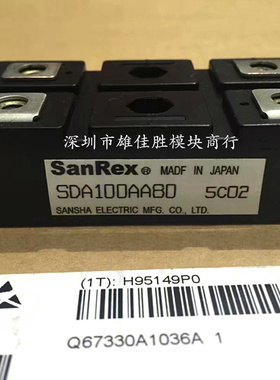 深圳市雄佳胜模块商行
SanRex® MADE IN JAPAN
SDA100AA80 5C02
SANSHA ELECTRIC MFG. CO., LTD.
(1T): H95149P0
Q67330A1036A 1